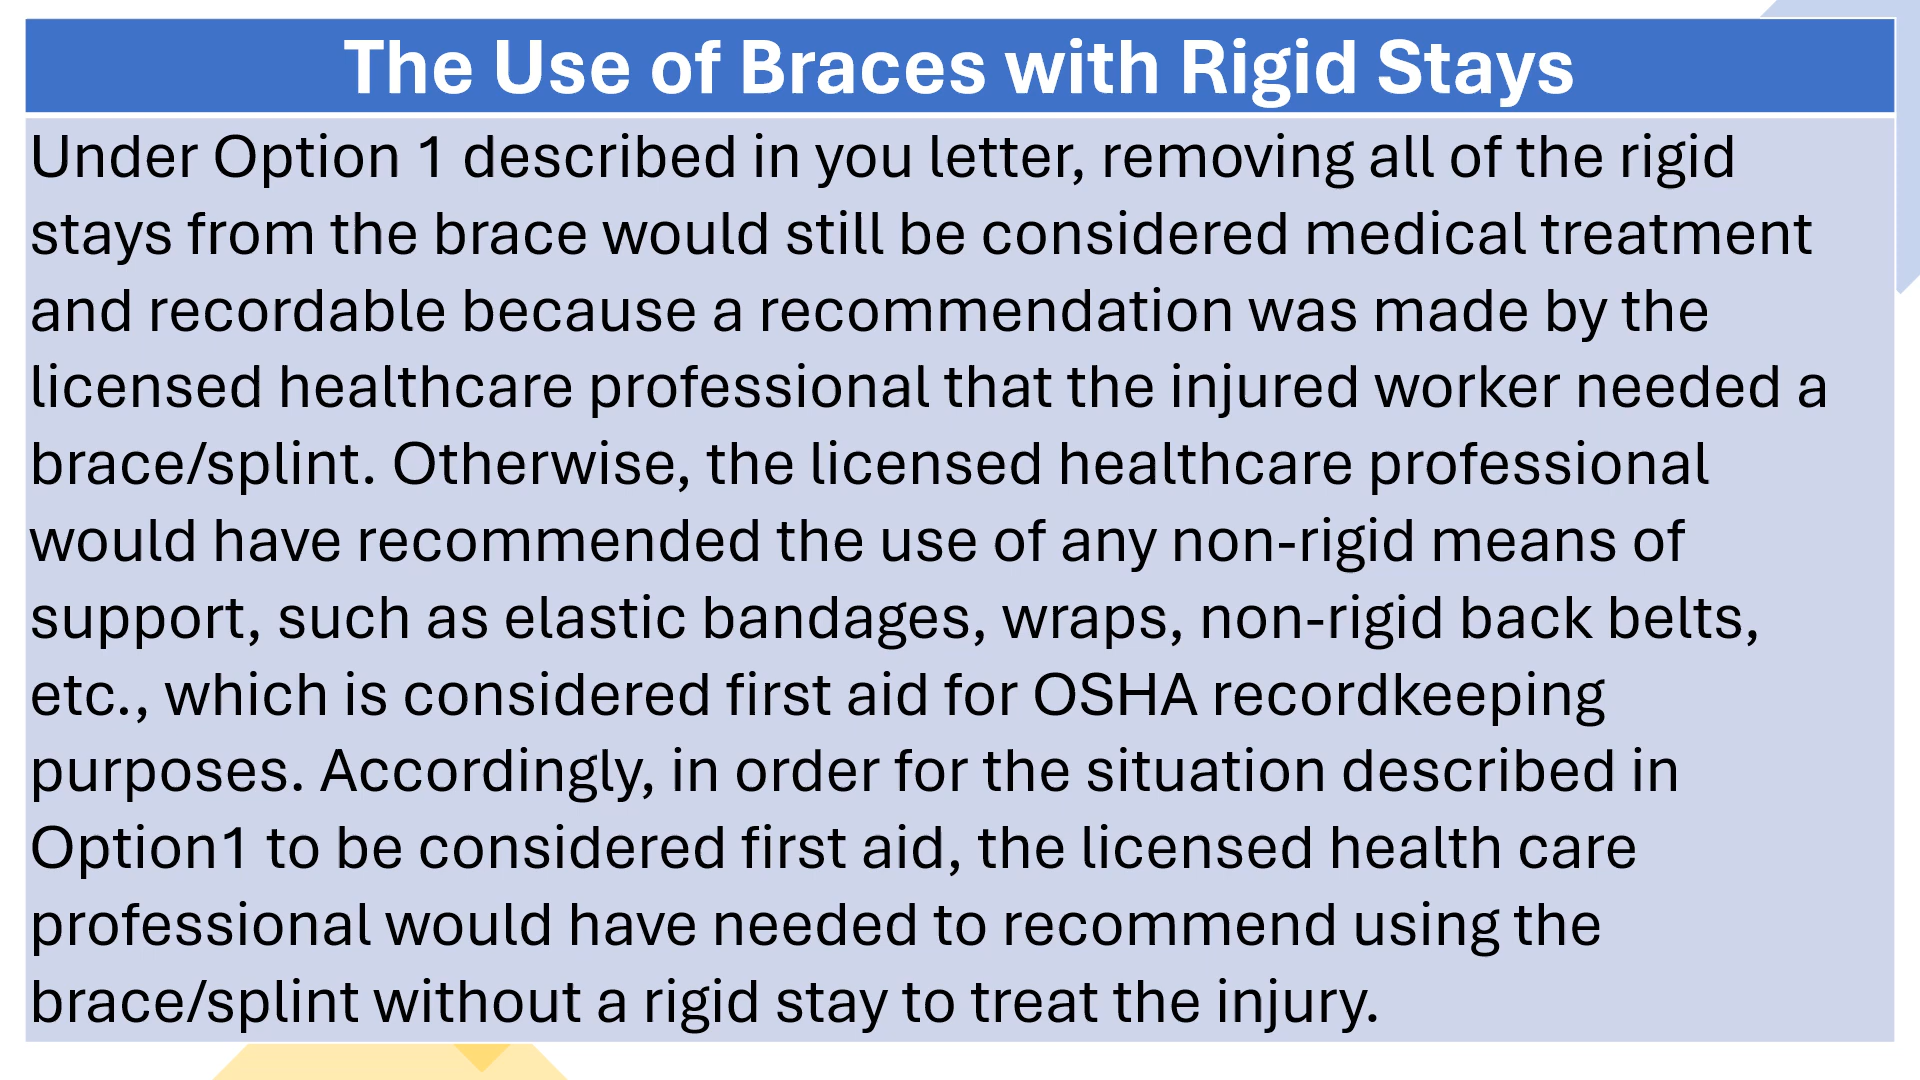 The Use of Braces with Rigid Stays
Under Option 1 described in you letter, removing all of the rigid
stays from the brace would still be considered medical treatment
and recordable because a recommendation was made by the
licensed healthcare professional that the injured worker needed a
brace/splint. Otherwise, the licensed healthcare professional
would have recommended the use of any non-rigid means of
support, such as elastic bandages, wraps, non-rigid back belts,
etc., which is considered first aid for OSHA recordkeeping
purposes. Accordingly, in order for the situation described in
Option1 to be considered first aid, the licensed health care
professional would have needed to recommend using the
brace/splint without a rigid stay to treat the injury.